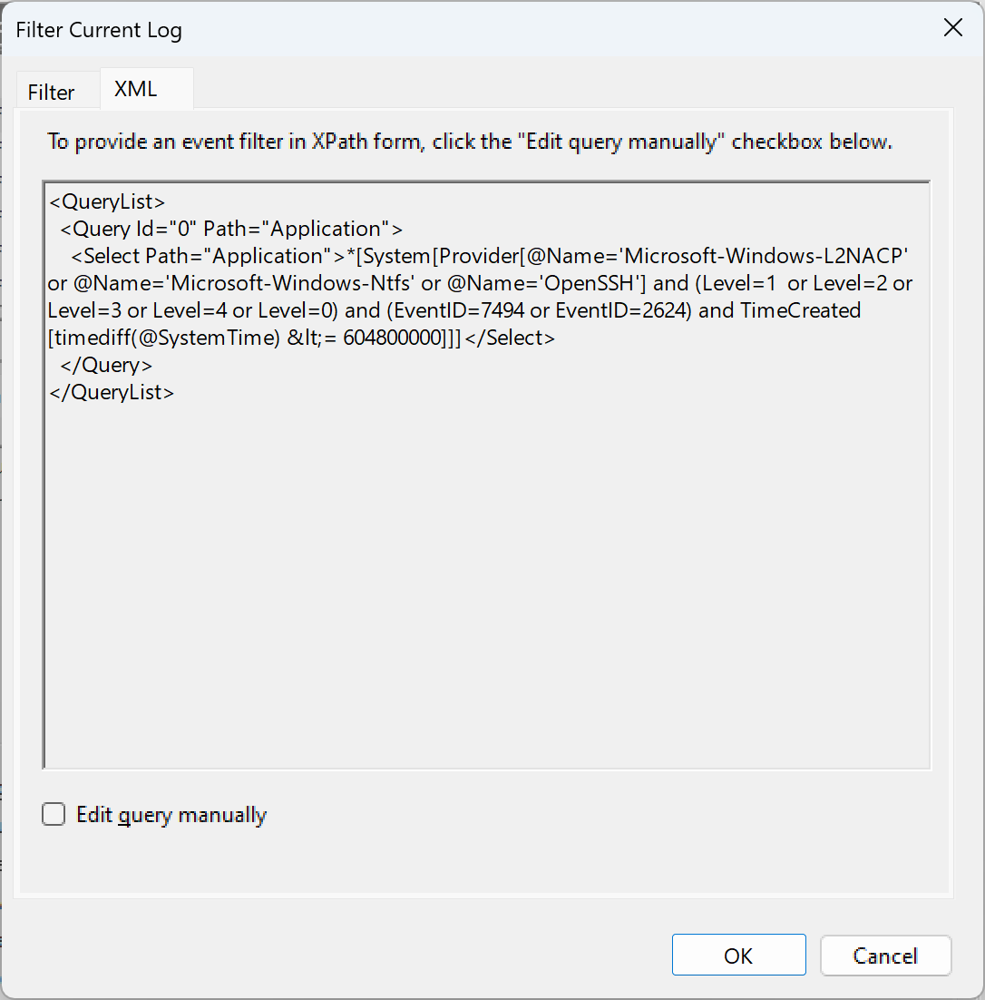 Filter Current Log
Filter
XML
To provide an event filter in XPath form, click the "Edit query manually" checkbox below.
<QueryList>
  <Query Id="0" Path="Application">
    <Select Path="Application">*[System[Provider[@Name='Microsoft-Windows-L2NACP'
or @Name='Microsoft-Windows-Ntfs' or @Name='OpenSSH'] and (Level=1  or Level=2 or
Level=3 or Level=4 or Level=0) and (EventID=7494 or EventID=2624) and TimeCreated
[timediff(@SystemTime) &lt;= 604800000]]]</Select>
  </Query>
</QueryList>
Edit query manually
OK
Cancel